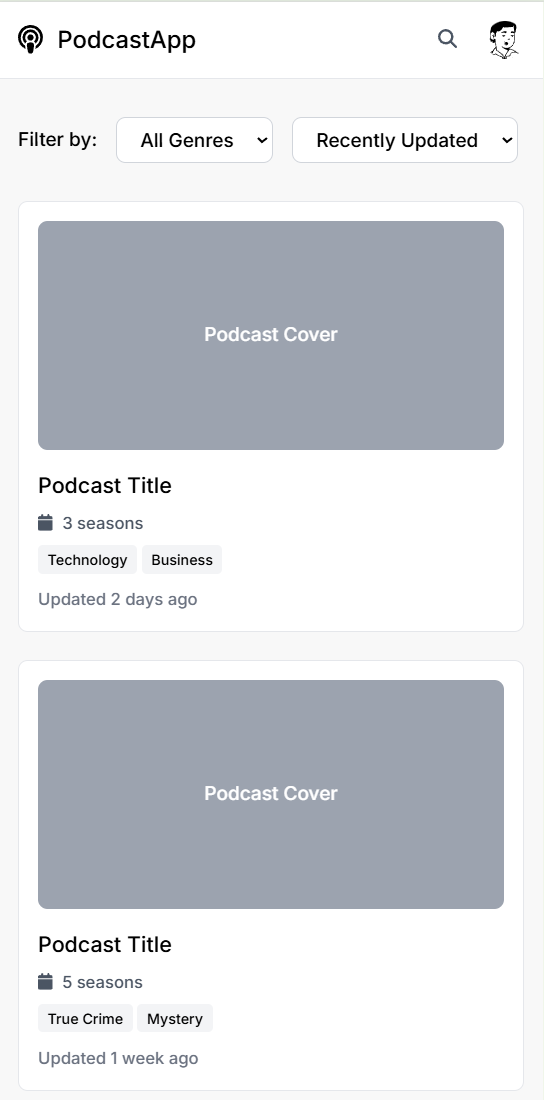 PodcastApp
Filter by: All Genres Recently Updated
Podcast Cover
Podcast Title
3 seasons
Technology Business
Updated 2 days ago
Podcast Cover
Podcast Title
5 seasons
True Crime Mystery
Updated 1 week ago